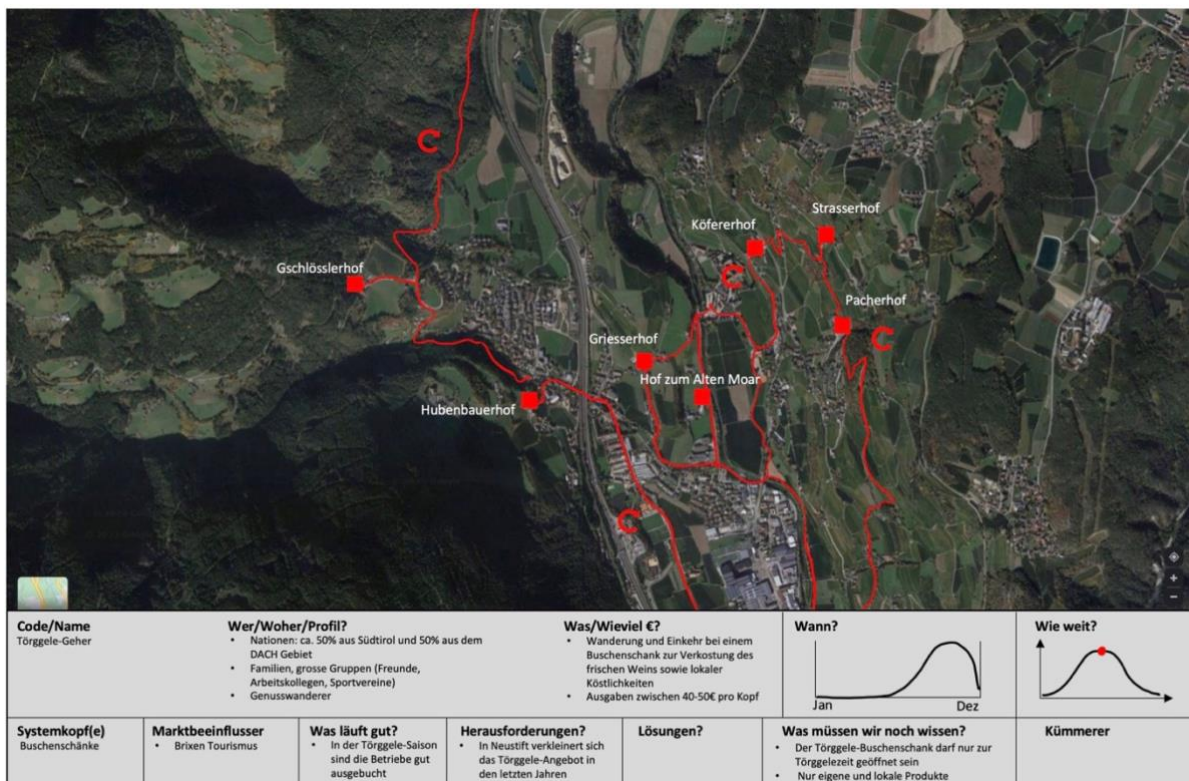 Strasserhof
Köfererhof
Gschlösslerhof
Pacherhof
Griesserhof
Hof zum Alten Moar
Hubenbauerhof
Code/Name
Törggele-Geher
Wer/Woher/Profil?
• Nationen: ca. 50% aus Südtirol und 50% aus dem
DACH Gebiet
• Familien, grosse Gruppen (Freunde,
Arbeitskollegen, Sportvereine)
• Genusswanderer
Was/Wieviel €?
• Wanderung und Einkehr bei einem
Buschenschank zur Verkostung des
frischen Weins sowie lokaler
Köstlichkeiten
• Ausgaben zwischen 40-50€ pro Kopf
Wann?
Jan
Dez
Wie weit?
Systemkopf(e)
Buschenschänke
Marktbeeinflusser
• Brixen Tourismus
Was läuft gut?
• In der Törggele-Saison
sind die Betriebe gut
ausgebucht
Herausforderungen?
• In Neustift verkleinert sich
das Törggele-Angebot in
den letzten Jahren
Lösungen?
Was müssen wir noch wissen?
• Der Törggele-Buschenschank darf nur zur
Törggelezeit geöffnet sein
• Nur eigene und lokale Produkte
Kümmerer